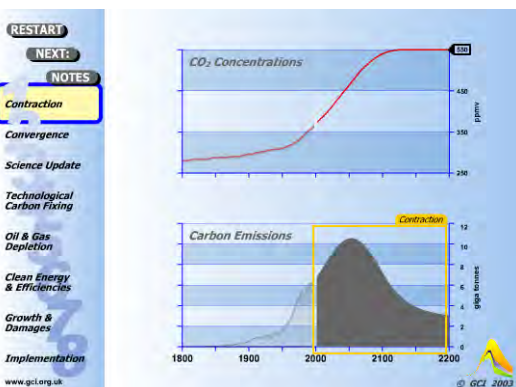 RESTART
NEXT:
NOTES
Contraction
Convergence
Science Update
Technological
Carbon Fixing
Oil & Gas
Depletion
Clean Energy
& Efficiencies
Growth &
Damages
Implementation
www.gci.org.uk
CO₂ Concentrations
550
450
350
250
ppmv
Carbon Emissions
Contraction
12
10
8
6
4
2
0
giga tonnes
1800
1900
2000
2100
2200
© GCI 2003